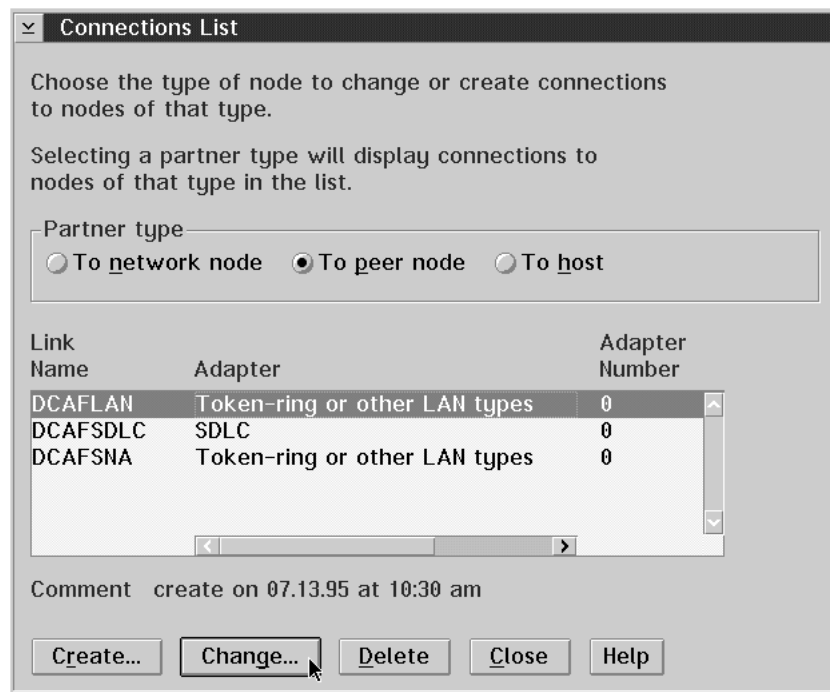 Connections List
Choose the type of node to change or create connections
to nodes of that type.
Selecting a partner type will display connections to
nodes of that type in the list.
Partner type
To network node To peer node To host
Link Adapter
Name Adapter Number
DCAFLAN Token-ring or other LAN types 0
DCAFSDLC SDLC 0
DCAFSNA Token-ring or other LAN types 0
Comment create on 07.13.95 at 10:30 am
Create... Change... Delete Close Help